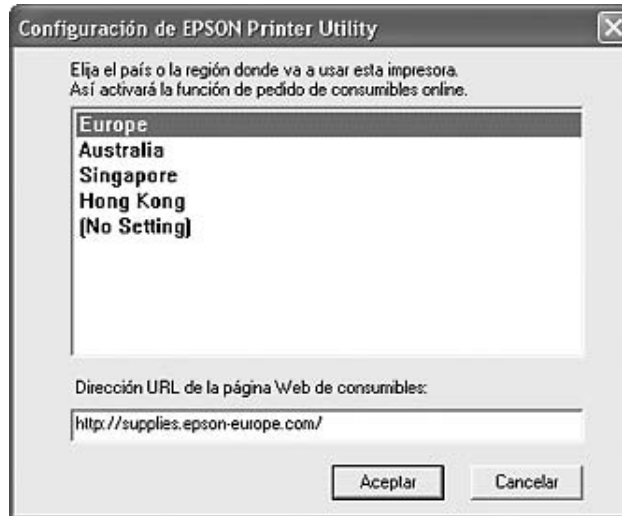 Configuración de EPSON Printer Utility
Elija el país o la región donde va a usar esta impresora.
Así activará la función de pedido de consumibles online.
Europe
Australia
Singapore
Hong Kong
(No Setting)
Dirección URL de la página Web de consumibles:
http://supplies.epson-europe.com/
Aceptar
Cancelar